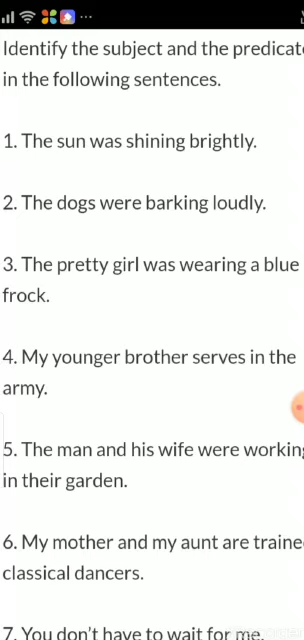 Identify the subject and the predicat
in the following sentences.
1. The sun was shining brightly.
2. The dogs were barking loudly.
3. The pretty girl was wearing a blue
frock.
4. My younger brother serves in the
army.
5. The man and his wife were working
in their garden.
6. My mother and my aunt are traine
classical dancers.
7. You don't have to wait for me.